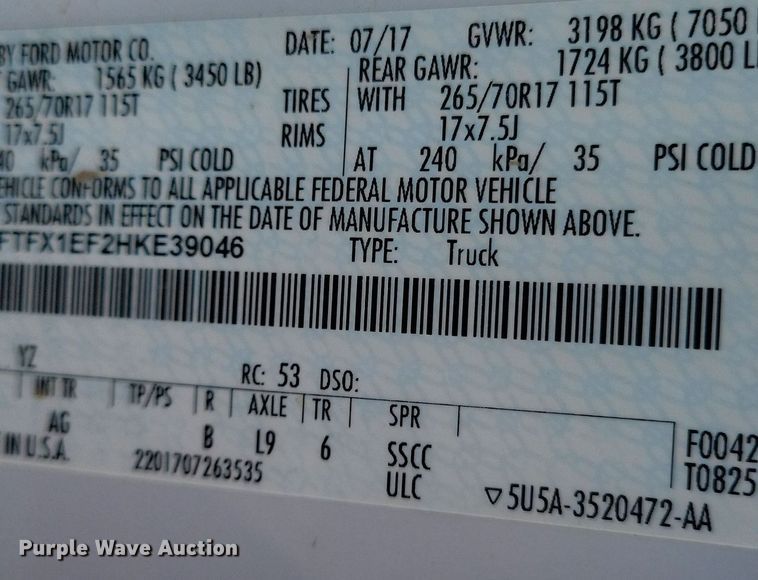 BY FORD MOTOR CO. DATE: 07/17 GVWR: 3198 KG ( 7050
GAWR: 1565 KG ( 3450 LB) REAR GAWR: 1724 KG ( 3800 L
265/70R17 115T TIRES WITH 265/70R17 115T
17x7.5J RIMS 17x7.5J
40 kPa/ 35 PSI COLD AT 240 kPa/ 35 PSI COLD
EHICLE CONFORMS TO ALL APPLICABLE FEDERAL MOTOR VEHICLE
STANDARDS IN EFFECT ON THE DATE OF MANUFACTURE SHOWN ABOVE.
FTFX1EF2HKE39046 TYPE: Truck
YZ RC: 53 DSO:
INT TR TP/PS R AXLE TR SPR
AG B L9 6 SSCC F0042
IN U.S.A. 2201707263535 ULC T0825
▽5U5A-3520472-AA
Purple Wave Auction